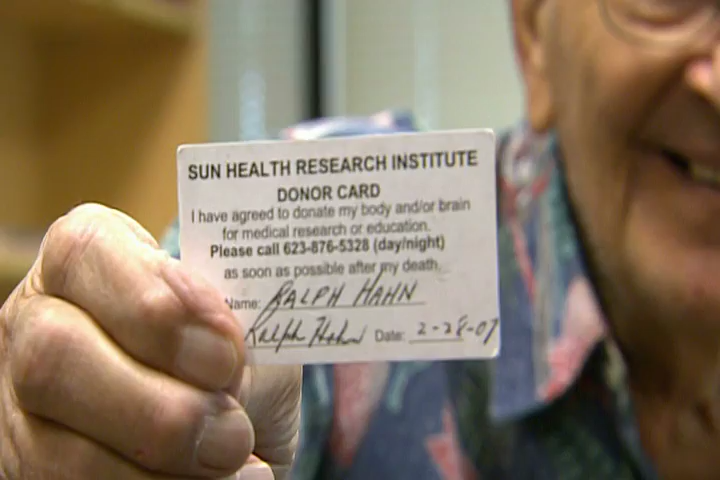 SUN HEALTH RESEARCH INSTITUTE
DONOR CARD
I have agreed to donate my body and/or brain
for medical research or education.
Please call 623-876-5328 (day/night)
as soon as possible after my death.
Name: RALPH HAHN
Ralph Hahn Date: 2-28-07